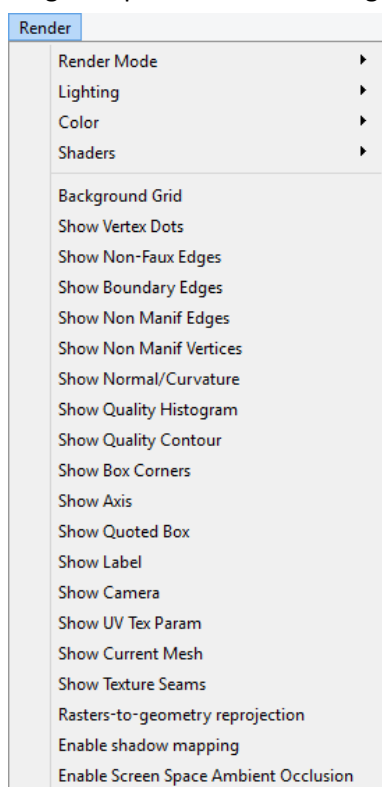 Render
Render Mode
Lighting
Color
Shaders
Background Grid
Show Vertex Dots
Show Non-Faux Edges
Show Boundary Edges
Show Non Manif Edges
Show Non Manif Vertices
Show Normal/Curvature
Show Quality Histogram
Show Quality Contour
Show Box Corners
Show Axis
Show Quoted Box
Show Label
Show Camera
Show UV Tex Param
Show Current Mesh
Show Texture Seams
Rasters-to-geometry reprojection
Enable shadow mapping
Enable Screen Space Ambient Occlusion